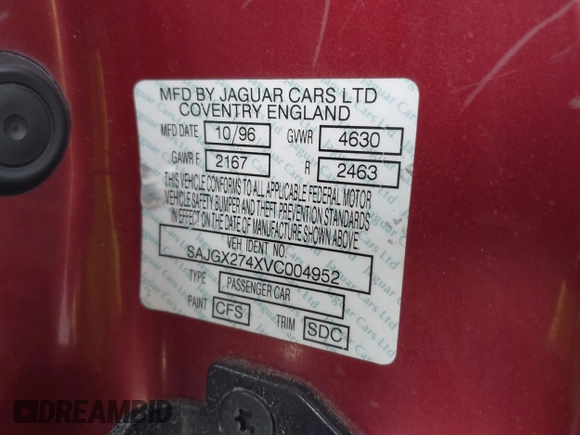 MFD BY JAGUAR CARS LTD
COVENTRY ENGLAND
MFD DATE 10/96 GVWR 4630
GAWR F 2167 R 2463
THIS VEHICLE CONFORMS TO ALL APPLICABLE FEDERAL MOTOR
VEHICLE SAFETY BUMPER AND THEFT PREVENTION STANDARDS
IN EFFECT ON THE DATE OF MANUFACTURE SHOWN ABOVE
VEH IDENT NO.
SAJGX274XVC004952
TYPE PASSENGER CAR
PAINT CFS TRIM SDC
DREAMBID